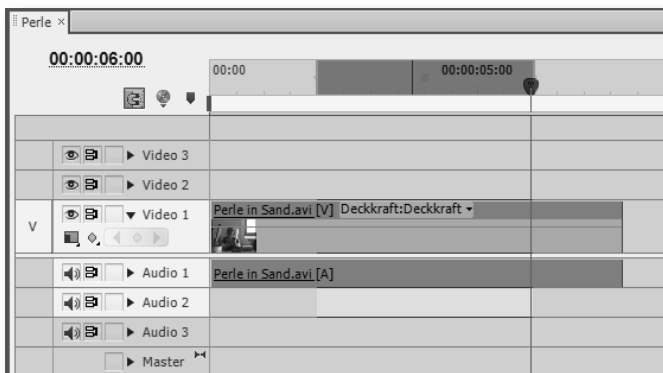 Perle ×
00:00:06:00
00:00
00:00:05:00
Video 3
Video 2
V
Video 1
Perle in Sand.avi [V] Deckkraft:Deckkraft
Audio 1
Perle in Sand.avi [A]
Audio 2
Audio 3
Master